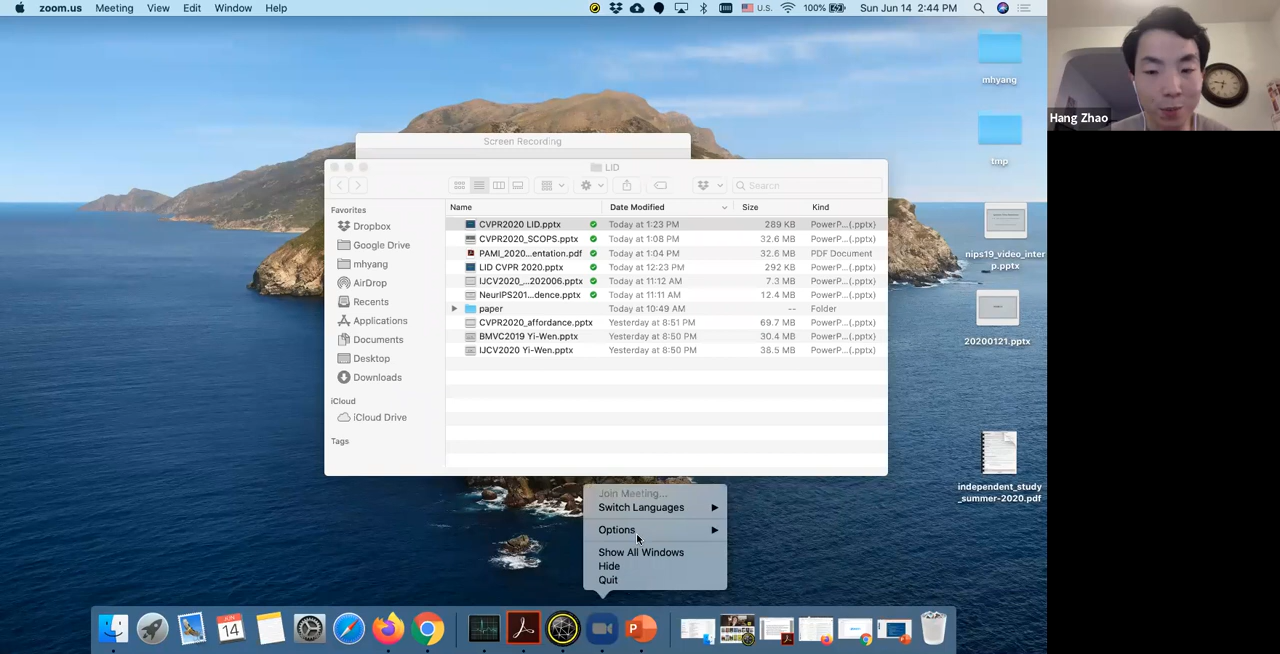 zoom.us Meeting View Edit Window Help U.S. 100% Sun Jun 14 2:44 PM
mhyang
Hang Zhao
tmp
Screen Recording
LID
Search
Favorites
Dropbox
Google Drive
mhyang
AirDrop
Recents
Applications
Documents
Desktop
Downloads
iCloud
iCloud Drive
Tags
Name Date Modified Size Kind
CVPR2020 LID.pptx Today at 1:23 PM 289 KB PowerP...(.pptx)
CVPR2020_SCOPS.pptx Today at 1:08 PM 32.6 MB PowerP...(.pptx)
PAMI_2020...entation.pdf Today at 1:04 PM 32.6 MB PDF Document
LID CVPR 2020.pptx Today at 12:23 PM 292 KB PowerP...(.pptx)
IJCV2020_...202006.pptx Today at 11:12 AM 7.3 MB PowerP...(.pptx)
NeurIPS201...dence.pptx Today at 11:11 AM 12.4 MB PowerP...(.pptx)
paper Today at 10:49 AM -- Folder
CVPR2020_affordance.pptx Yesterday at 8:51 PM 69.7 MB PowerP...(.pptx)
BMVC2019 Yi-Wen.pptx Yesterday at 8:50 PM 30.4 MB PowerP...(.pptx)
IJCV2020 Yi-Wen.pptx Yesterday at 8:50 PM 38.5 MB PowerP...(.pptx)
nips19_video_inter
p.pptx
20200121.pptx
independent_study
_summer-2020.pdf
Join Meeting...
Switch Languages
Options
Show All Windows
Hide
Quit
JUN
14